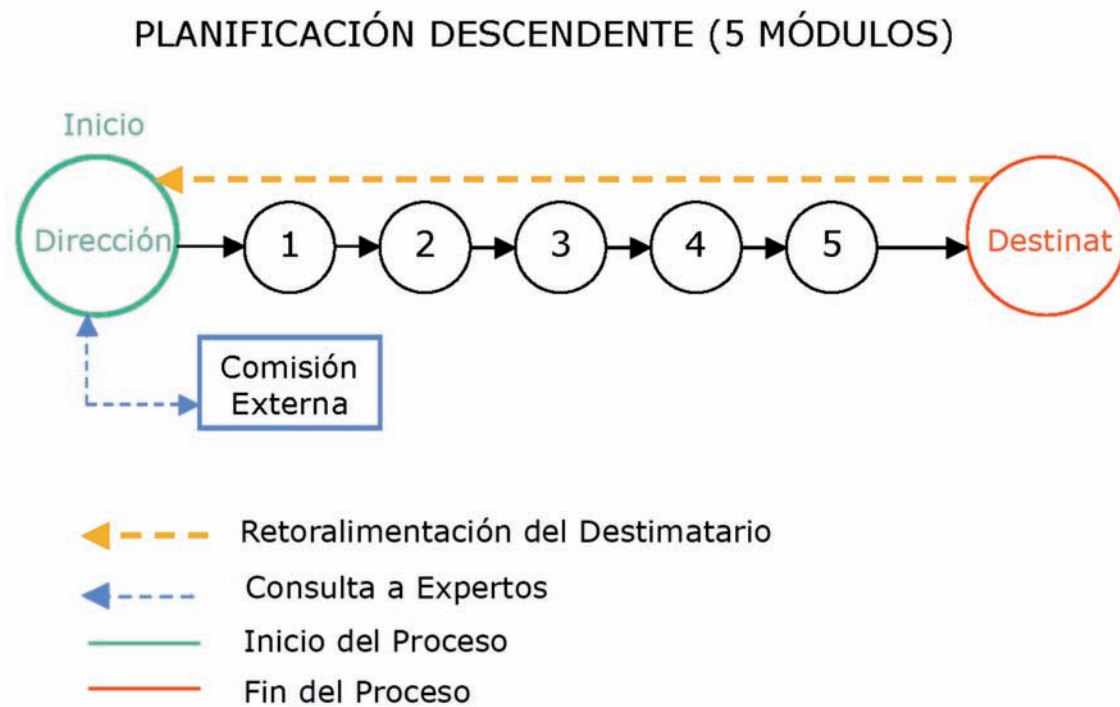 PLANIFICACIÓN DESCENDENTE (5 MÓDULOS)
Inicio
Dirección
1
2
3
4
5
Destinat
Comisión
Externa
Retoralimentación del Destimatario
Consulta a Expertos
Inicio del Proceso
Fin del Proceso